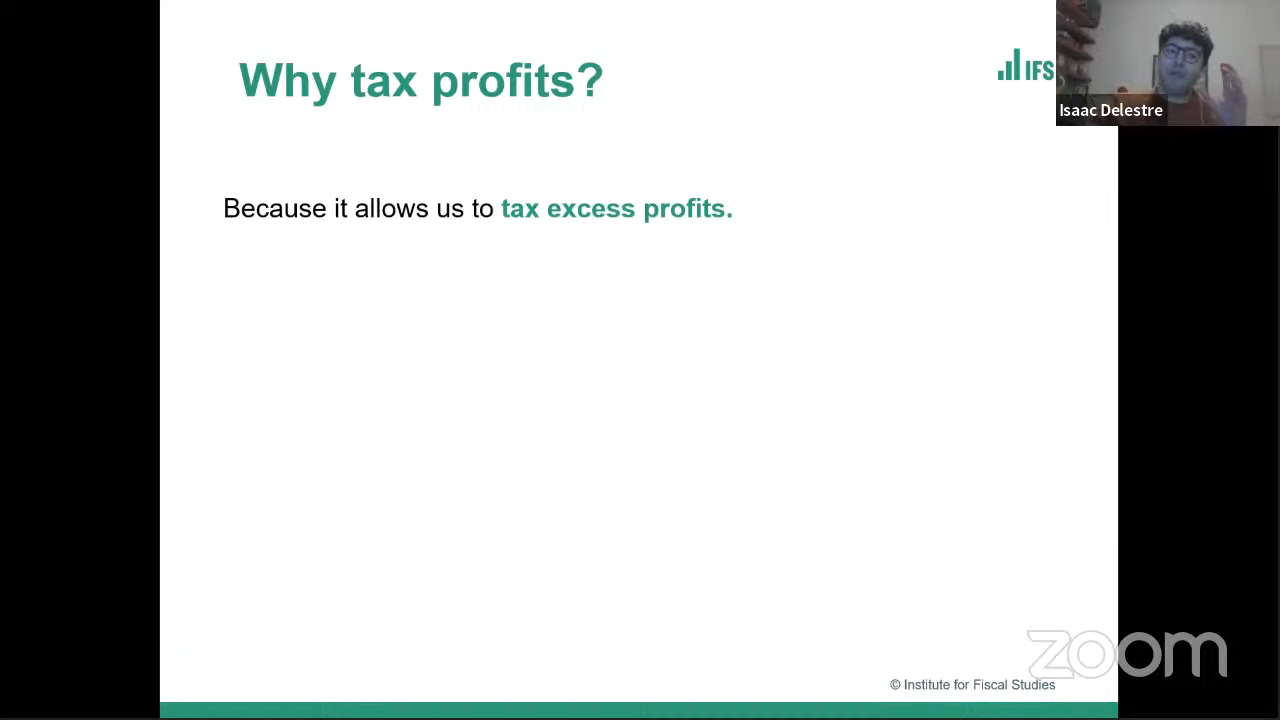 Why tax profits?
IFS
Isaac Delestre
Because it allows us to tax excess profits.
zoom
© Institute for Fiscal Studies